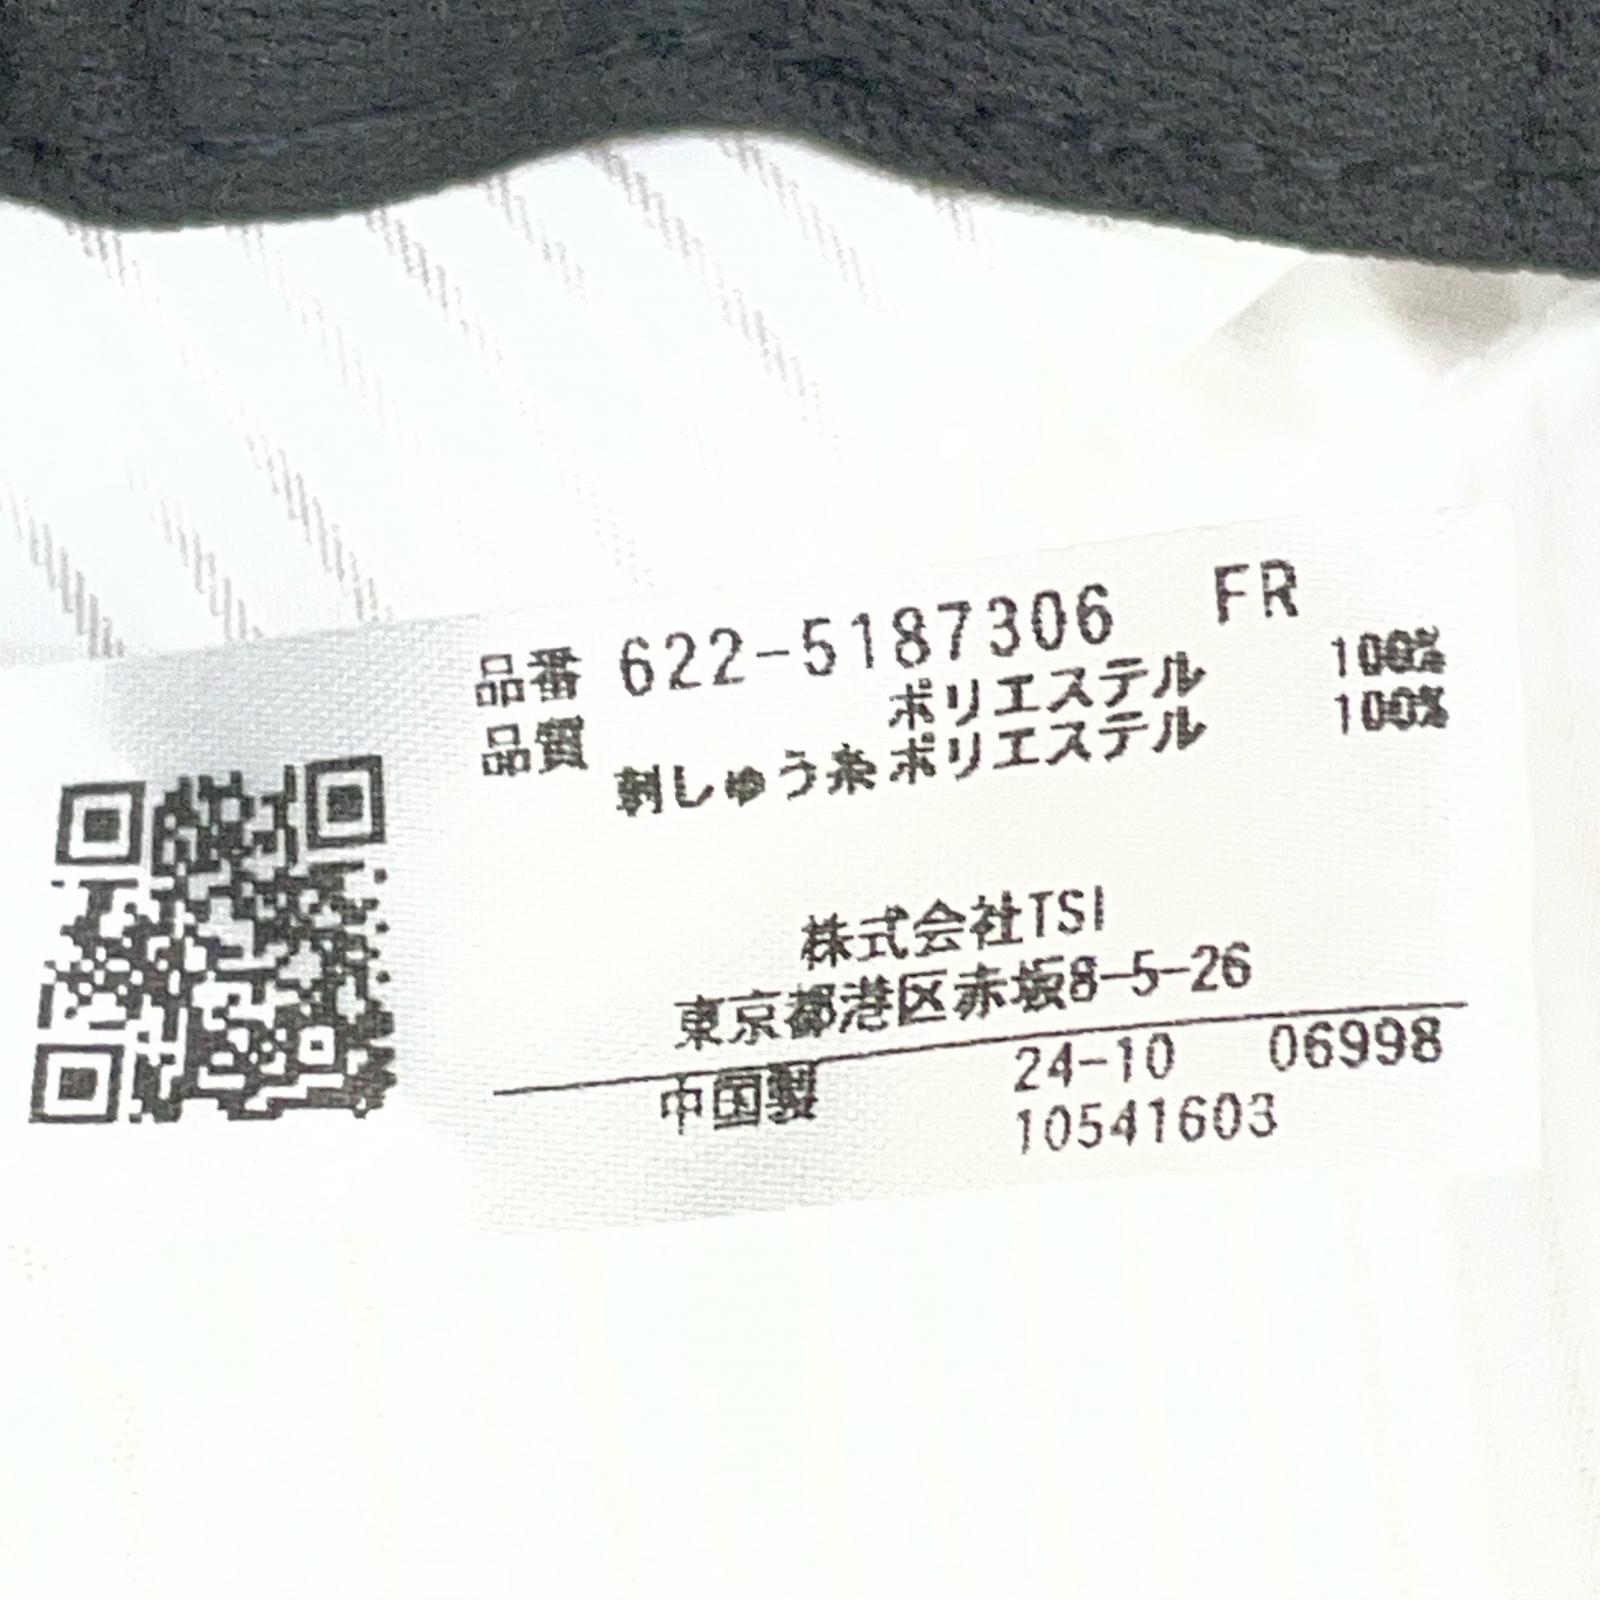 品番 622-5187306 FR
品質 ポリエステル 100%
刺しゅう糸ポリエステル 100%
株式会社TSI
東京都港区赤坂8-5-26
中国製 24-10 06998
10541603